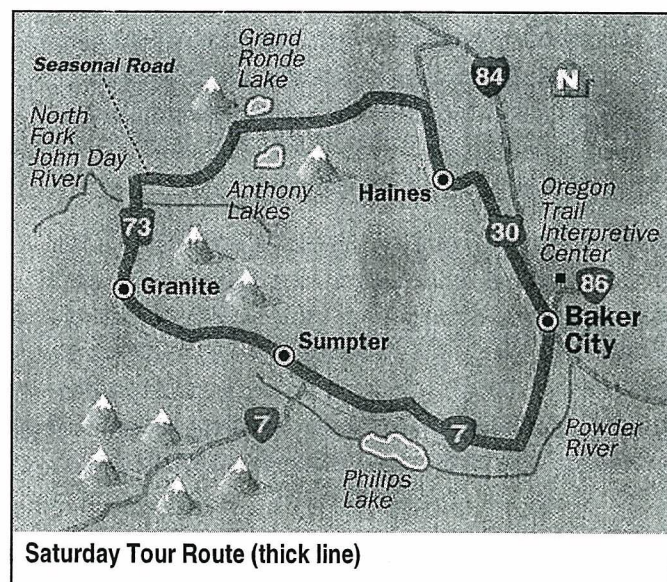 Grand
Ronde
Lake
Seasonal Road
84
N
North
Fork
John Day
River
Anthony
Lakes
Haines
Oregon
Trail
Interpretive
Center
73
30
86
Granite
Baker
City
Sumpter
7
7
Powder
River
Philips
Lake
Saturday Tour Route (thick line)